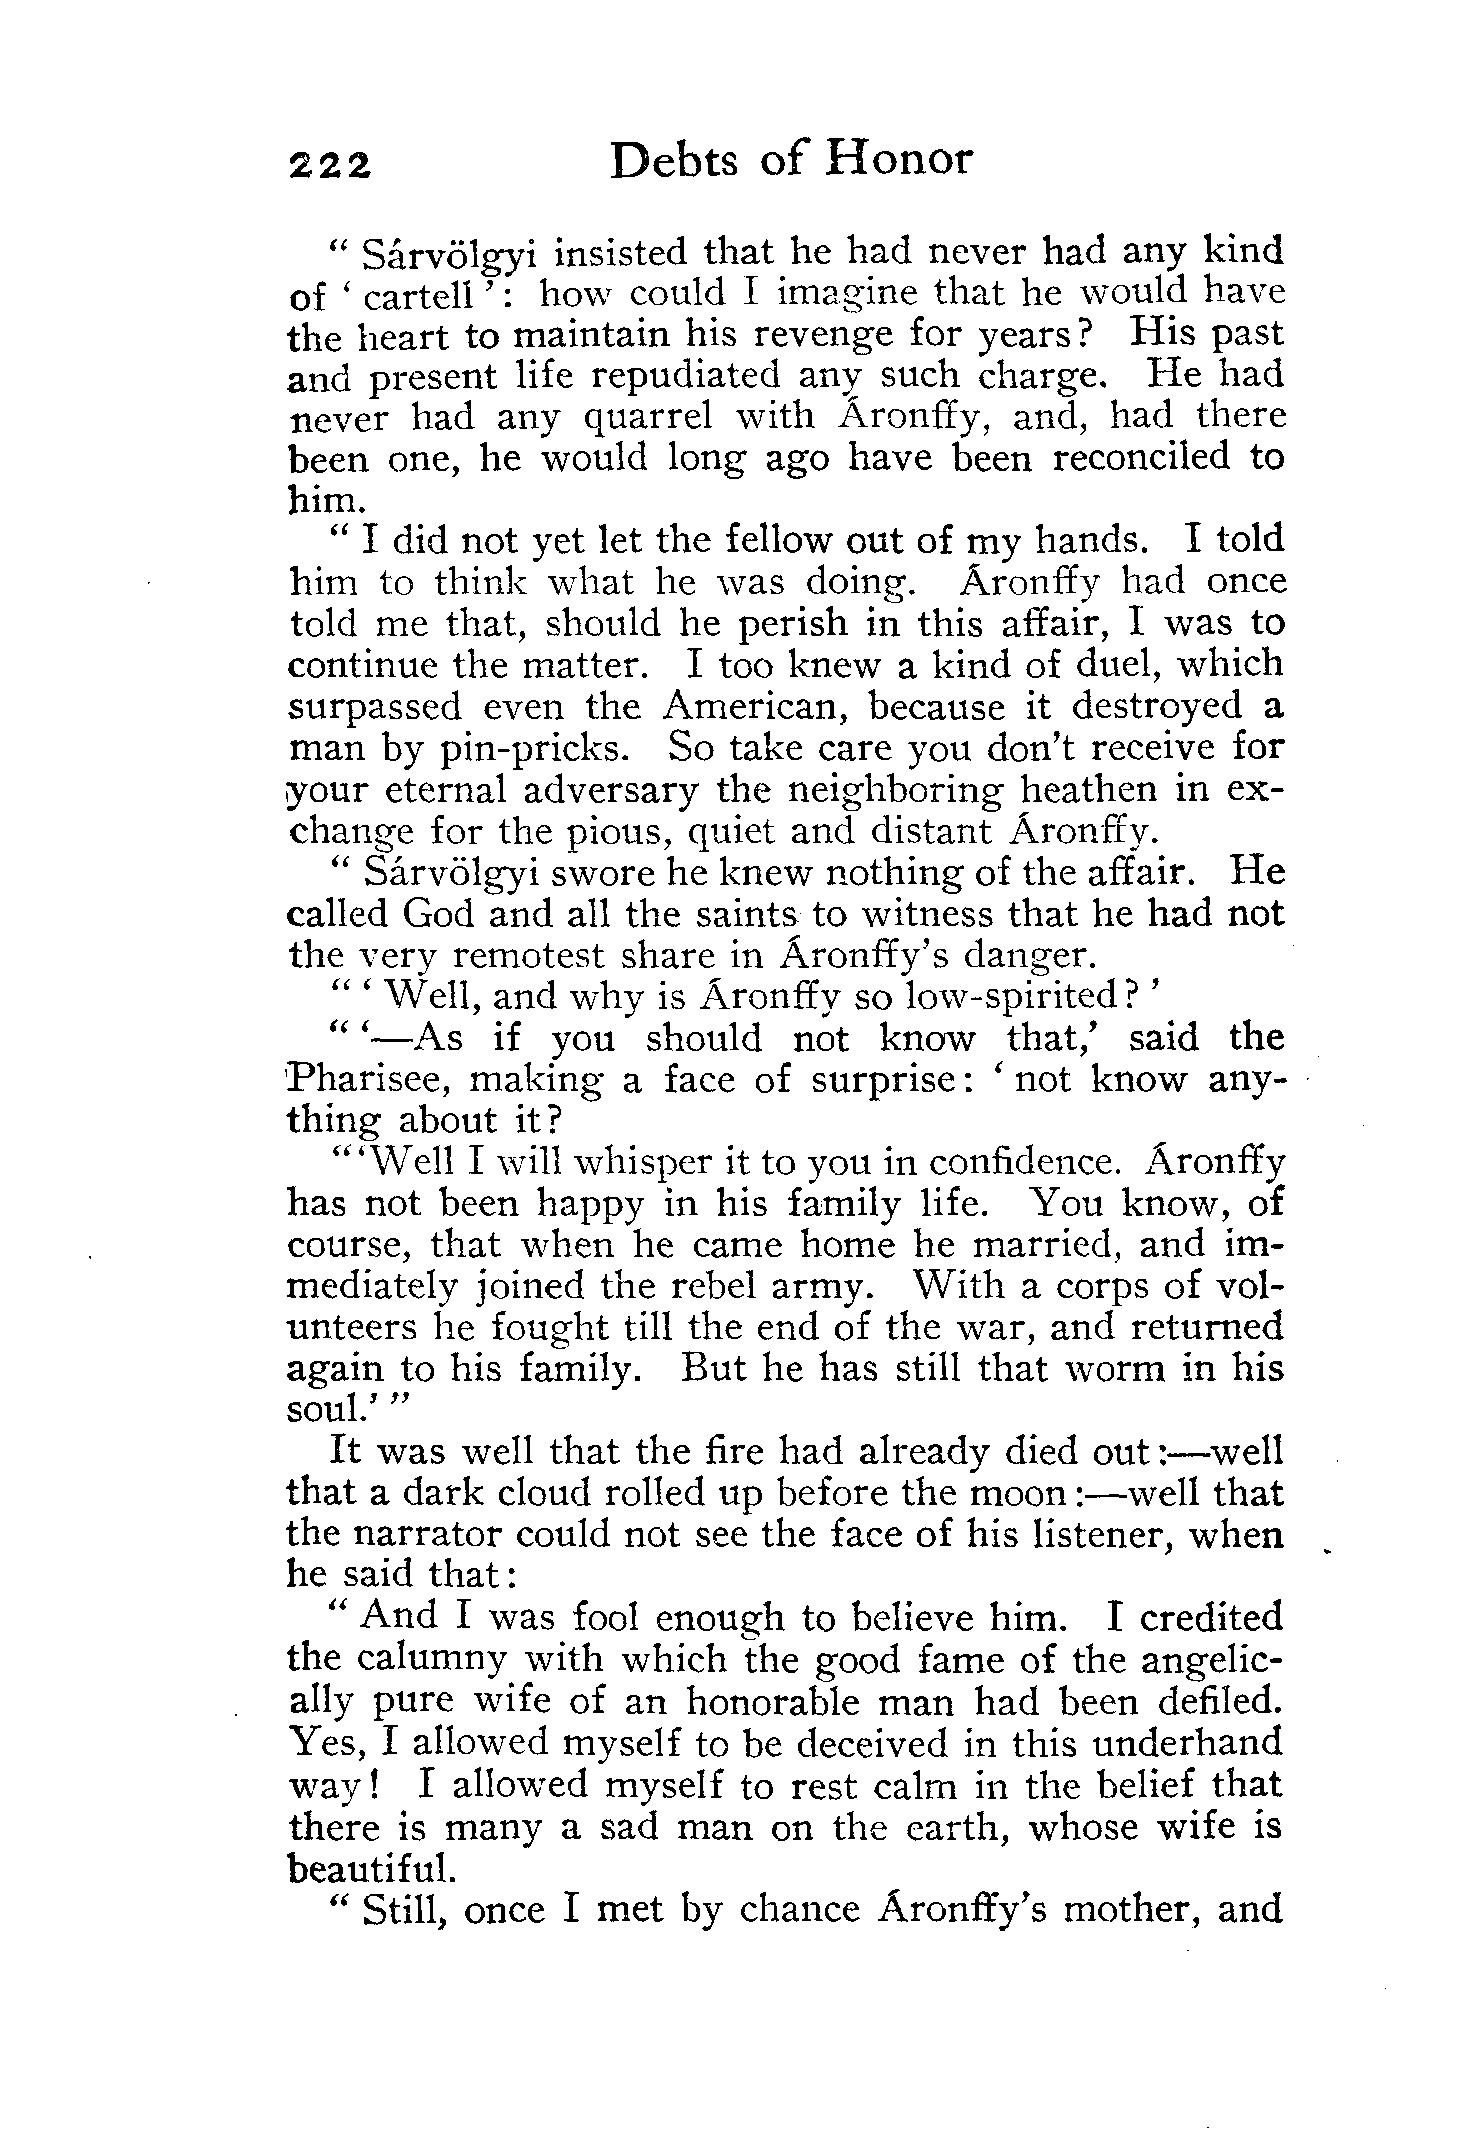 222 Debts of Honor
“ Sárvölgyi insisted that he had never had any kind
of ‘ cartell ’: how could I imagine that he would have
the heart to maintain his revenge for years? His past
and present life repudiated any such charge. He had
never had any quarrel with Áronffy, and, had there
been one, he would long ago have been reconciled to
him.
“ I did not yet let the fellow out of my hands. I told
him to think what he was doing. Áronffy had once
told me that, should he perish in this affair, I was to
continue the matter. I too knew a kind of duel, which
surpassed even the American, because it destroyed a
man by pin-pricks. So take care you don’t receive for
your eternal adversary the neighboring heathen in ex-
change for the pious, quiet and distant Áronffy.
“ Sárvölgyi swore he knew nothing of the affair. He
called God and all the saints to witness that he had not
the very remotest share in Áronffy’s danger.
“ ‘ Well, and why is Áronffy so low-spirited? ’
“ ‘—As if you should not know that,’ said the
Pharisee, making a face of surprise: ‘ not know any-
thing about it?
“‘Well I will whisper it to you in confidence. Áronffy
has not been happy in his family life. You know, of
course, that when he came home he married, and im-
mediately joined the rebel army. With a corps of vol-
unteers he fought till the end of the war, and returned
again to his family. But he has still that worm in his
soul.’ ”
It was well that the fire had already died out:—well
that a dark cloud rolled up before the moon:—well that
the narrator could not see the face of his listener, when
he said that:
“ And I was fool enough to believe him. I credited
the calumny with which the good fame of the angelic-
ally pure wife of an honorable man had been defiled.
Yes, I allowed myself to be deceived in this underhand
way! I allowed myself to rest calm in the belief that
there is many a sad man on the earth, whose wife is
beautiful.
“ Still, once I met by chance Áronffy’s mother, and